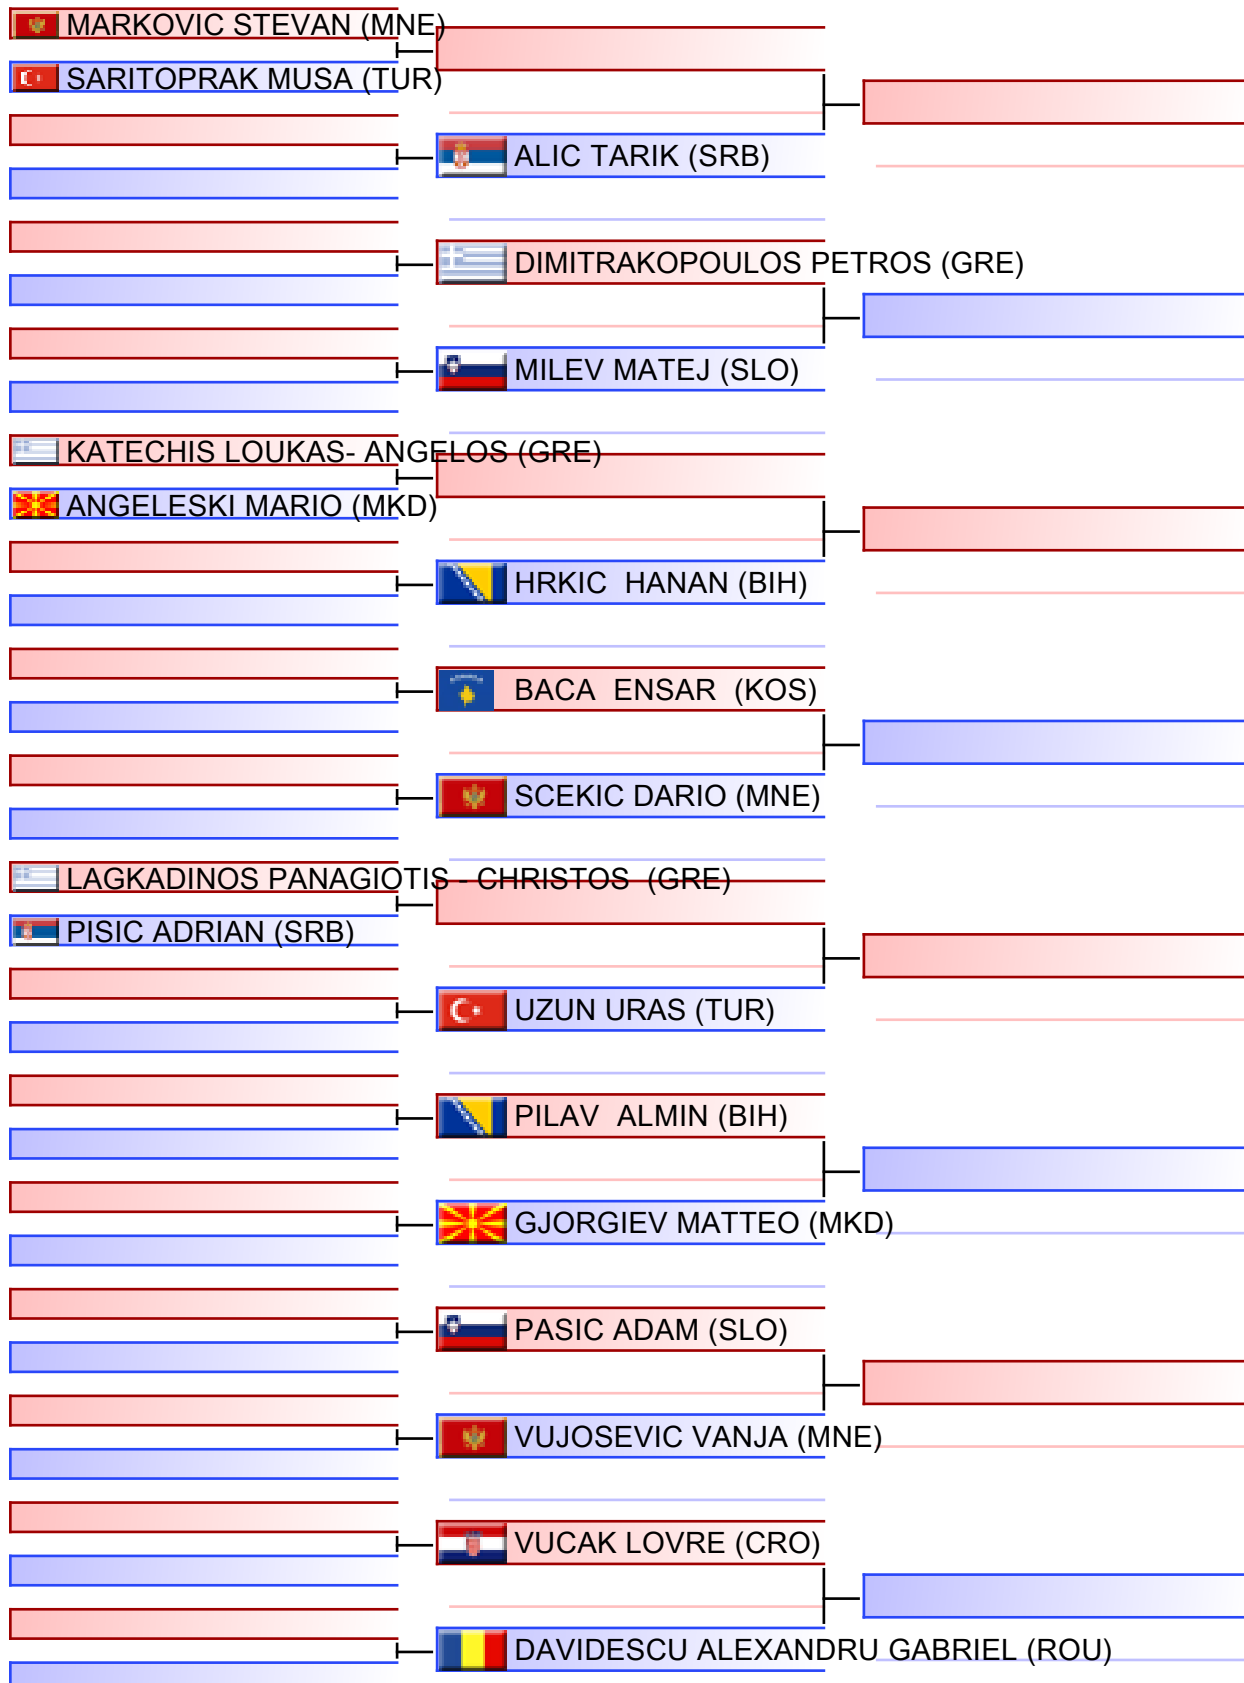 MARKOVIC STEVAN (MNE)
SARITOPRAK MUSA (TUR)
ALIC TARIK (SRB)
DIMITRAKOPOULOS PETROS (GRE)
MILEV MATEJ (SLO)
KATECHIS LOUKAS- ANGELOS (GRE)
ANGELESKI MARIO (MKD)
HRKIC  HANAN (BIH)
BACA  ENSAR  (KOS)
SCEKIC DARIO (MNE)
LAGKADINOS PANAGIOTIS - CHRISTOS  (GRE)
PISIC ADRIAN (SRB)
UZUN URAS (TUR)
PILAV  ALMIN (BIH)
GJORGIEV MATTEO (MKD)
PASIC ADAM (SLO)
VUJOSEVIC VANJA (MNE)
VUCAK LOVRE (CRO)
DAVIDESCU ALEXANDRU GABRIEL (ROU)